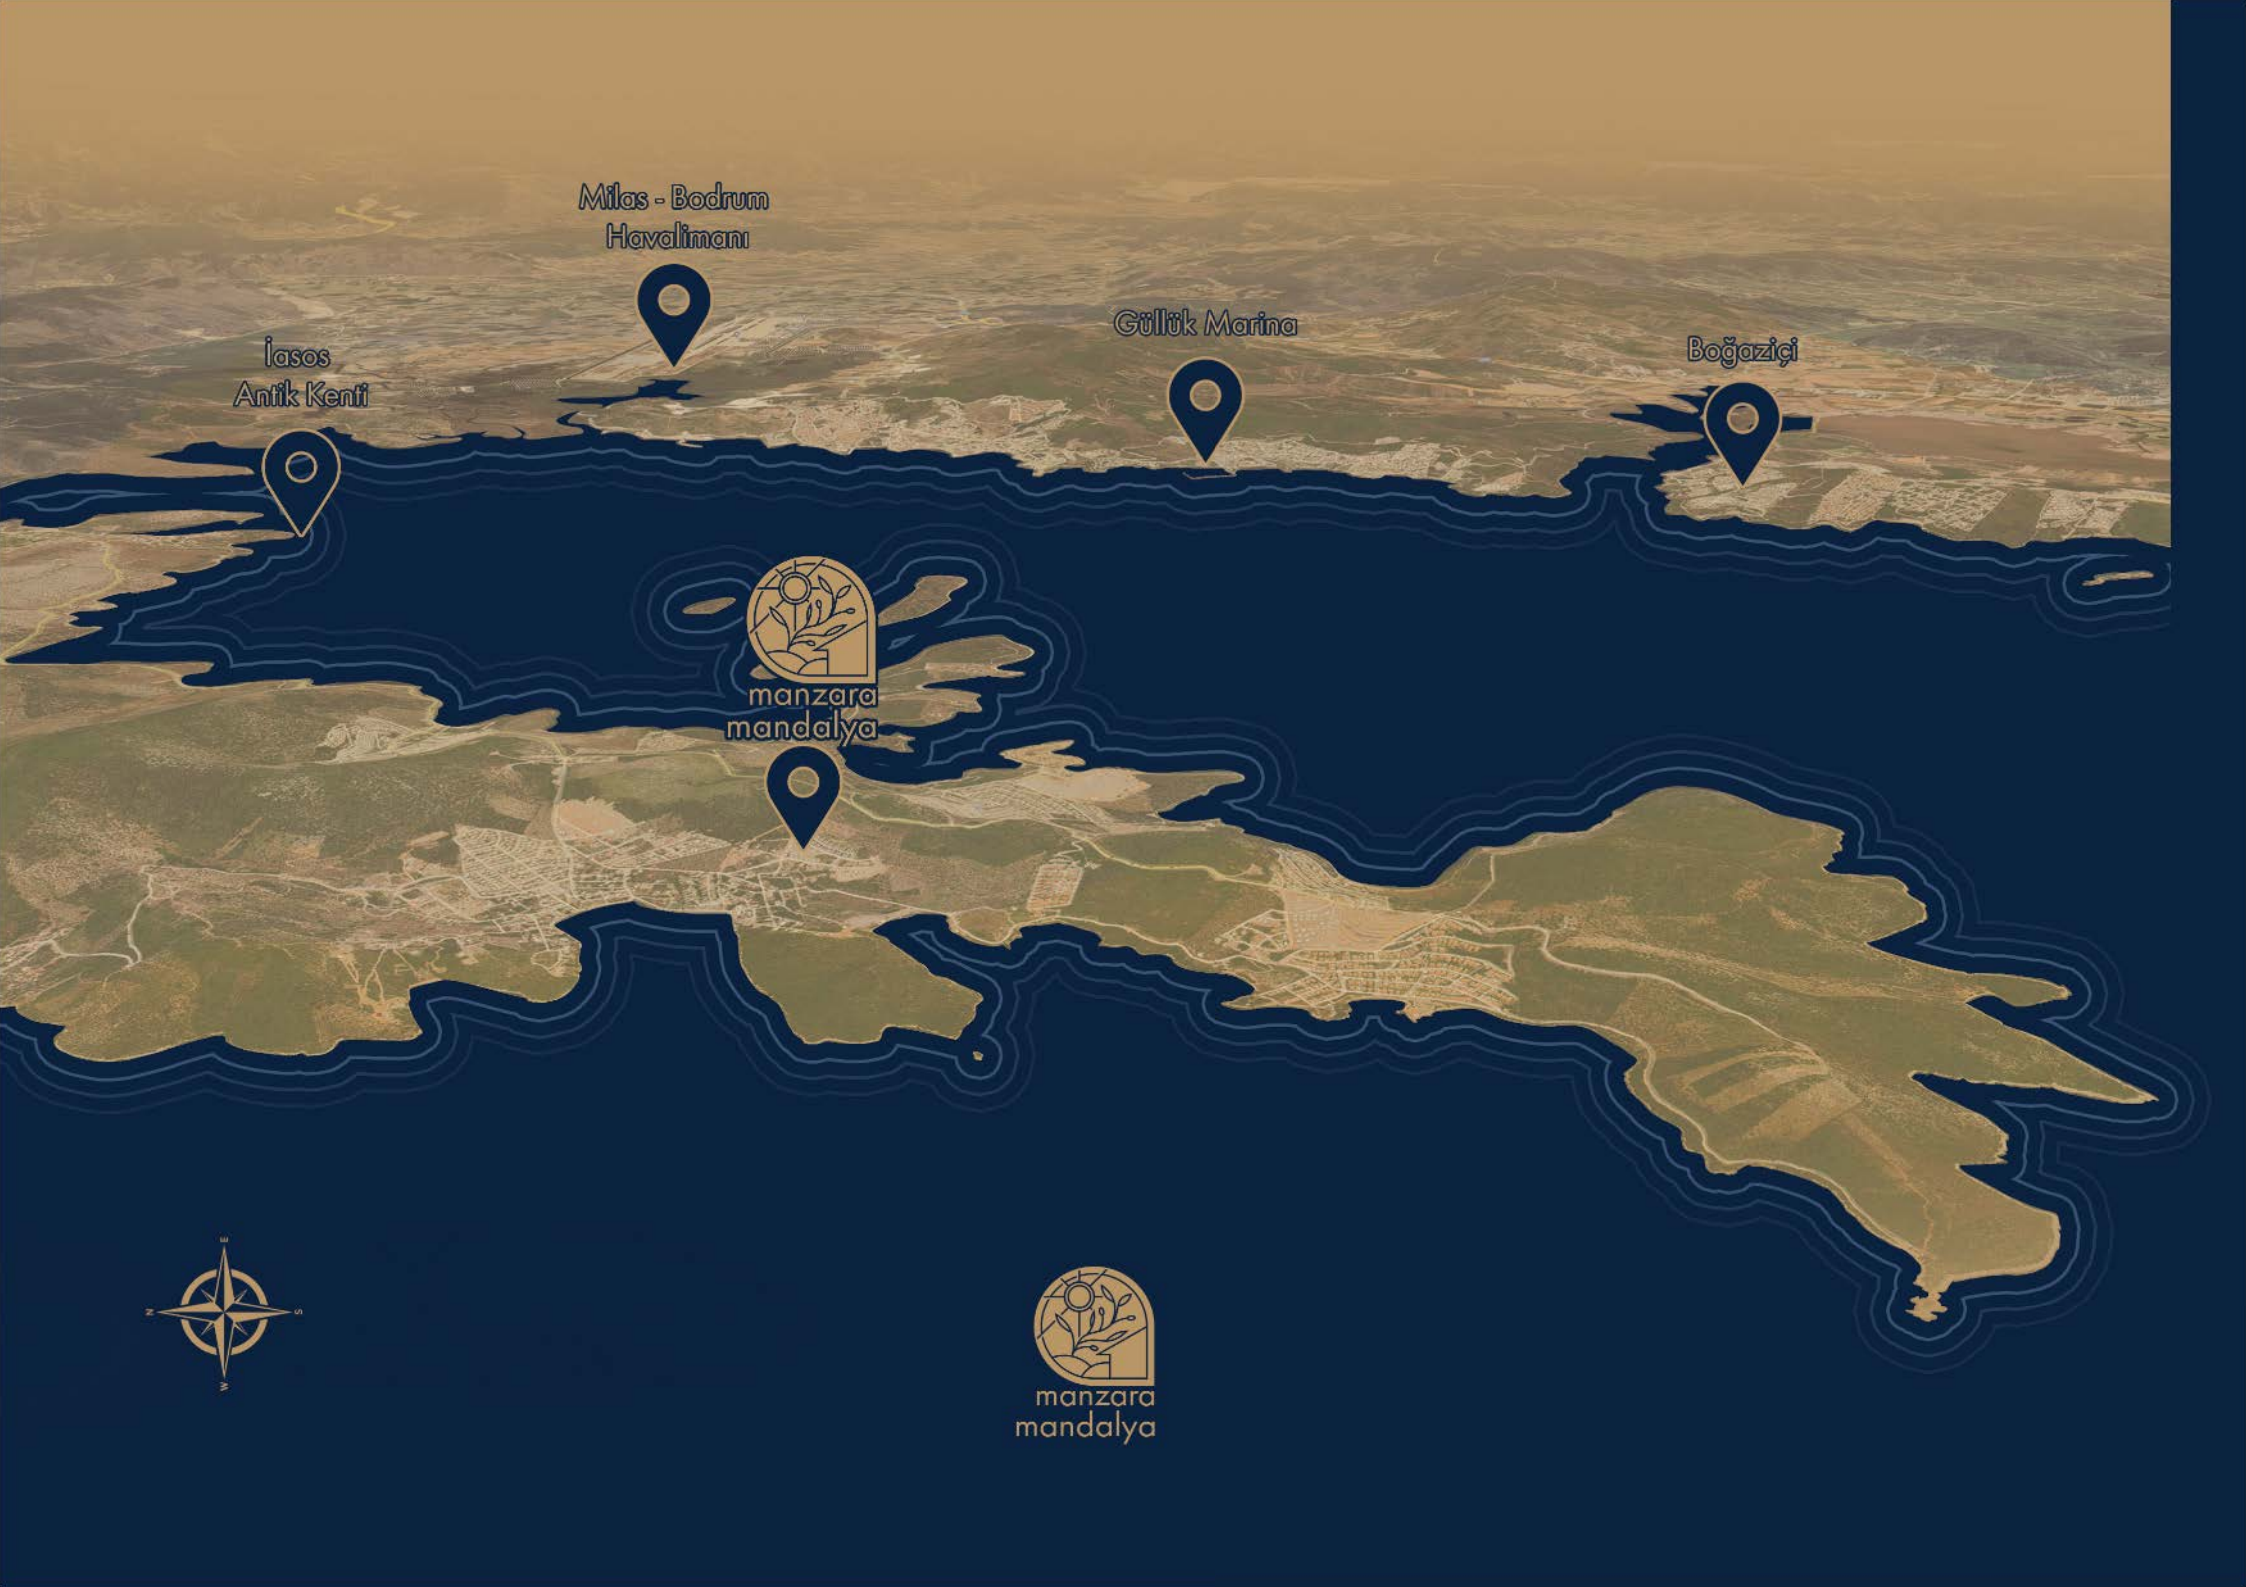 Milas - Bodrum
Havalimanı
Güllük Marina
İasos
Antik Kenti
Boğaziçi
manzara
mandalya
E
N
S
W
manzara
mandalya